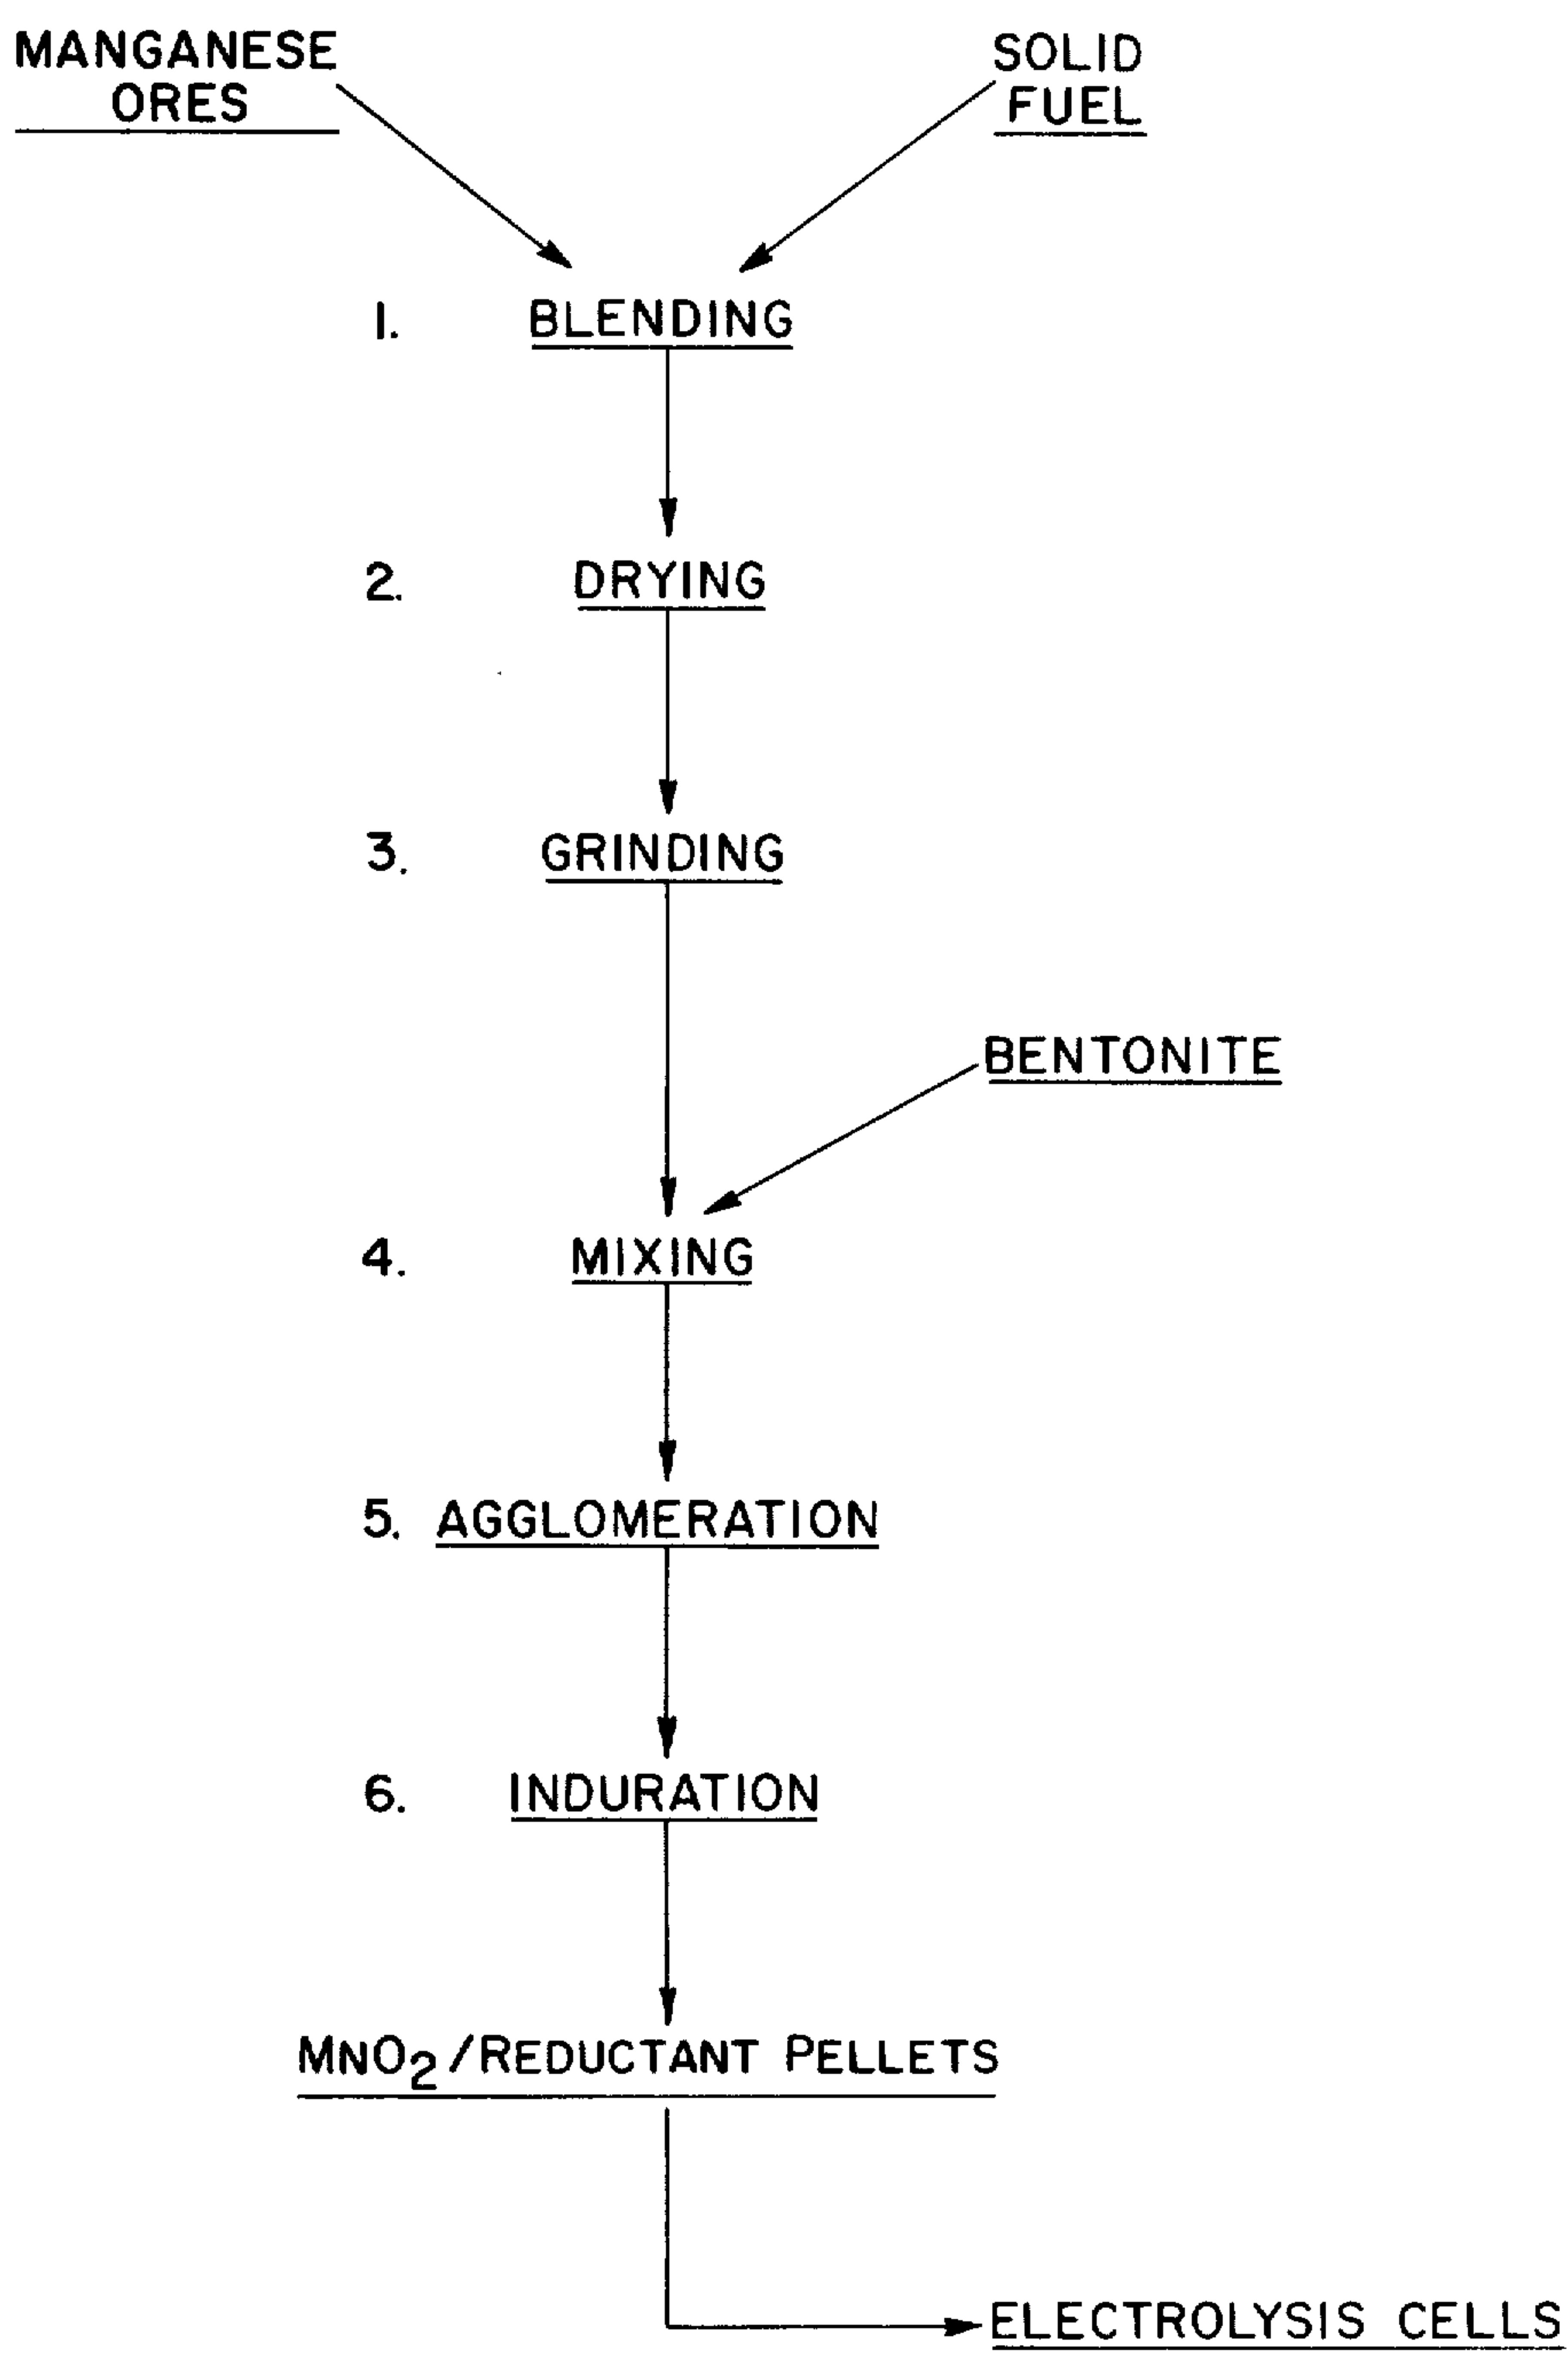 MANGANESE
ORES
SOLID
FUEL
1. BLENDING
2. DRYING
3. GRINDING
BENTONITE
4. MIXING
5. AGGLOMERATION
6. INDURATION
MNO2/REDUCTANT PELLETS
ELECTROLYSIS CELLS